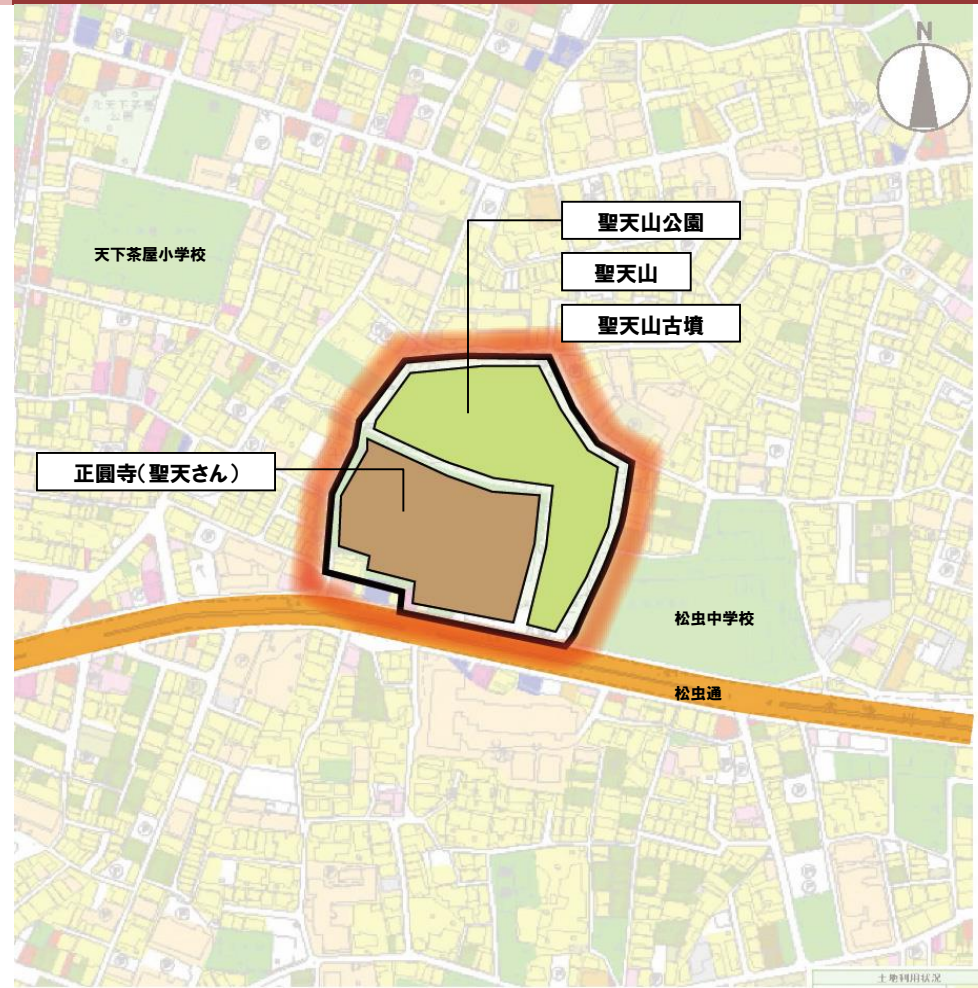 N
聖天山公園
天下茶屋小学校
聖天山
聖天山古墳
正圓寺（聖天さん）
松虫中学校
松虫通
土地利用状況